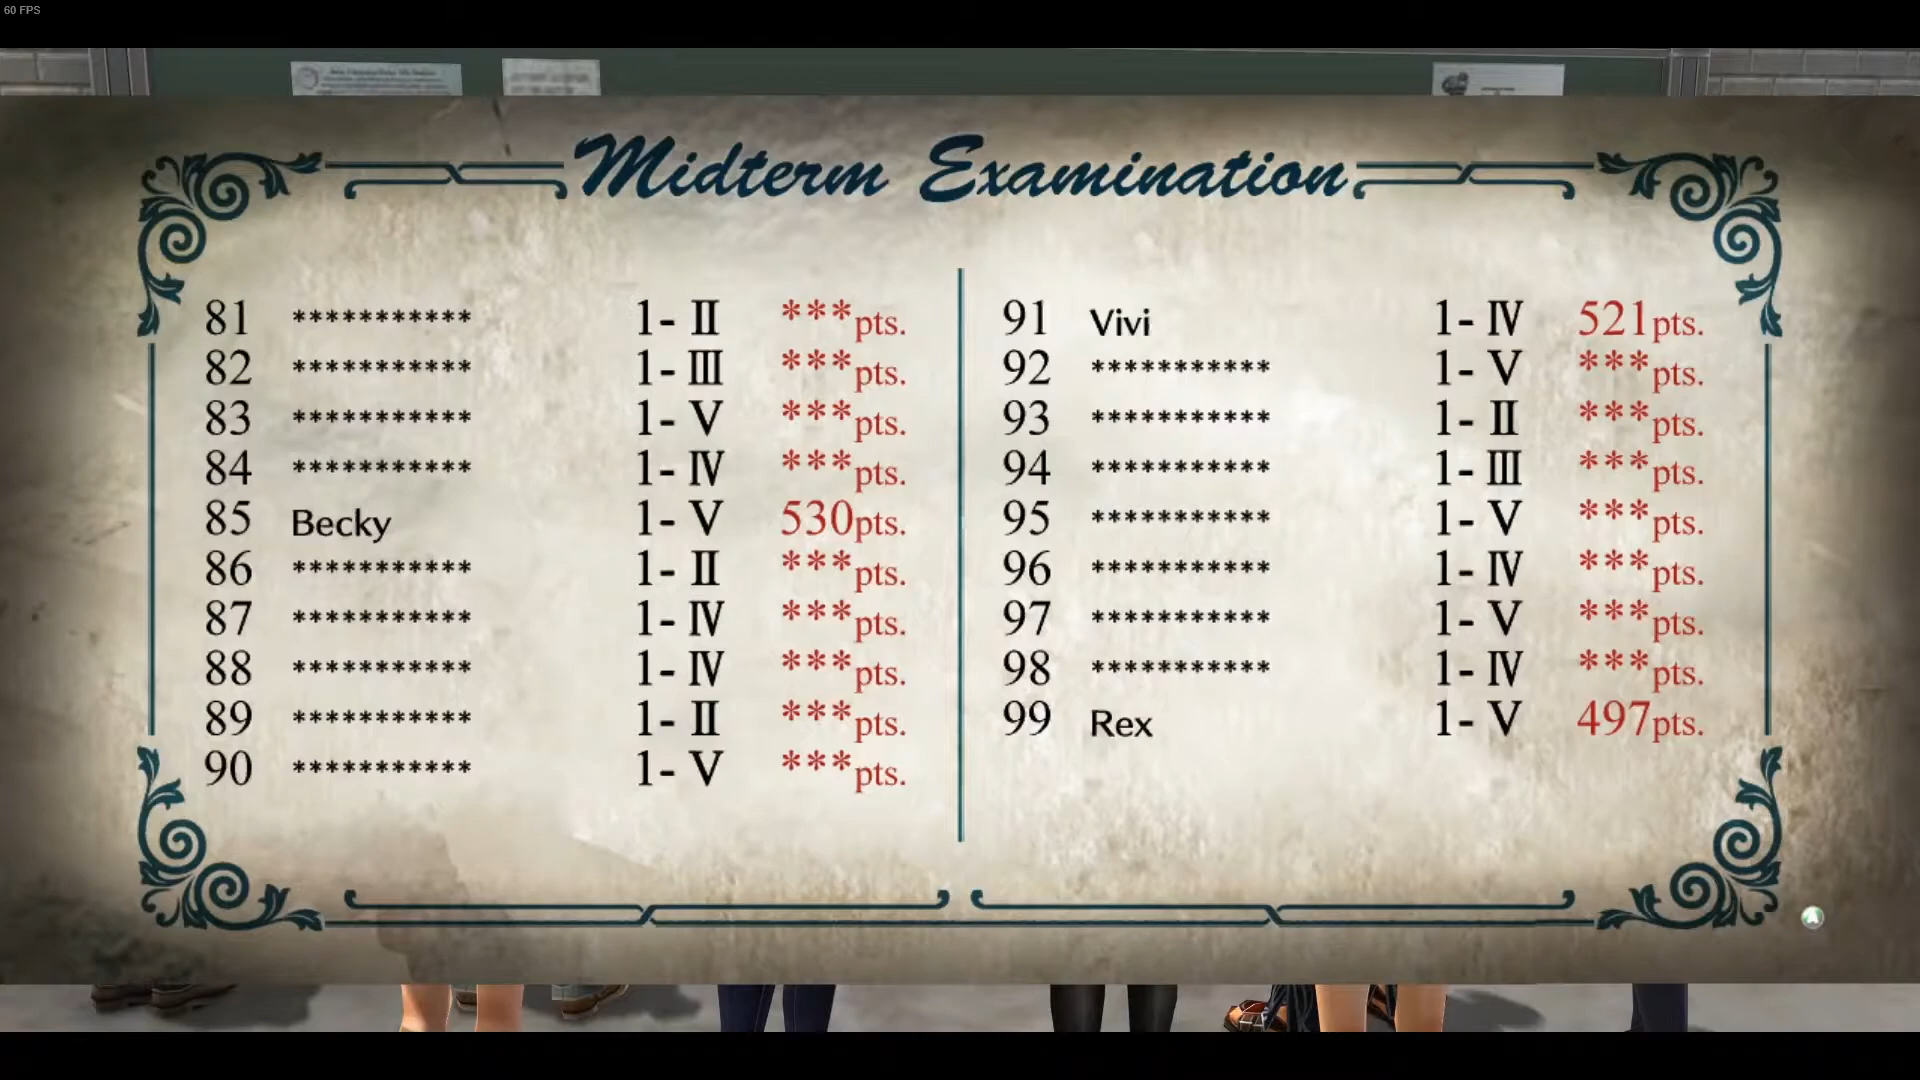 60 FPS
Midterm Examination
81 *********** 1-Ⅱ ***pts.
82 *********** 1-Ⅲ ***pts.
83 *********** 1-Ⅴ ***pts.
84 *********** 1-Ⅳ ***pts.
85 Becky 1-Ⅴ 530pts.
86 *********** 1-Ⅱ ***pts.
87 *********** 1-Ⅳ ***pts.
88 *********** 1-Ⅳ ***pts.
89 *********** 1-Ⅱ ***pts.
90 *********** 1-Ⅴ ***pts.
91 Vivi 1-Ⅳ 521pts.
92 *********** 1-Ⅴ ***pts.
93 *********** 1-Ⅱ ***pts.
94 *********** 1-Ⅲ ***pts.
95 *********** 1-Ⅴ ***pts.
96 *********** 1-Ⅳ ***pts.
97 *********** 1-Ⅴ ***pts.
98 *********** 1-Ⅳ ***pts.
99 Rex 1-Ⅴ 497pts.
A